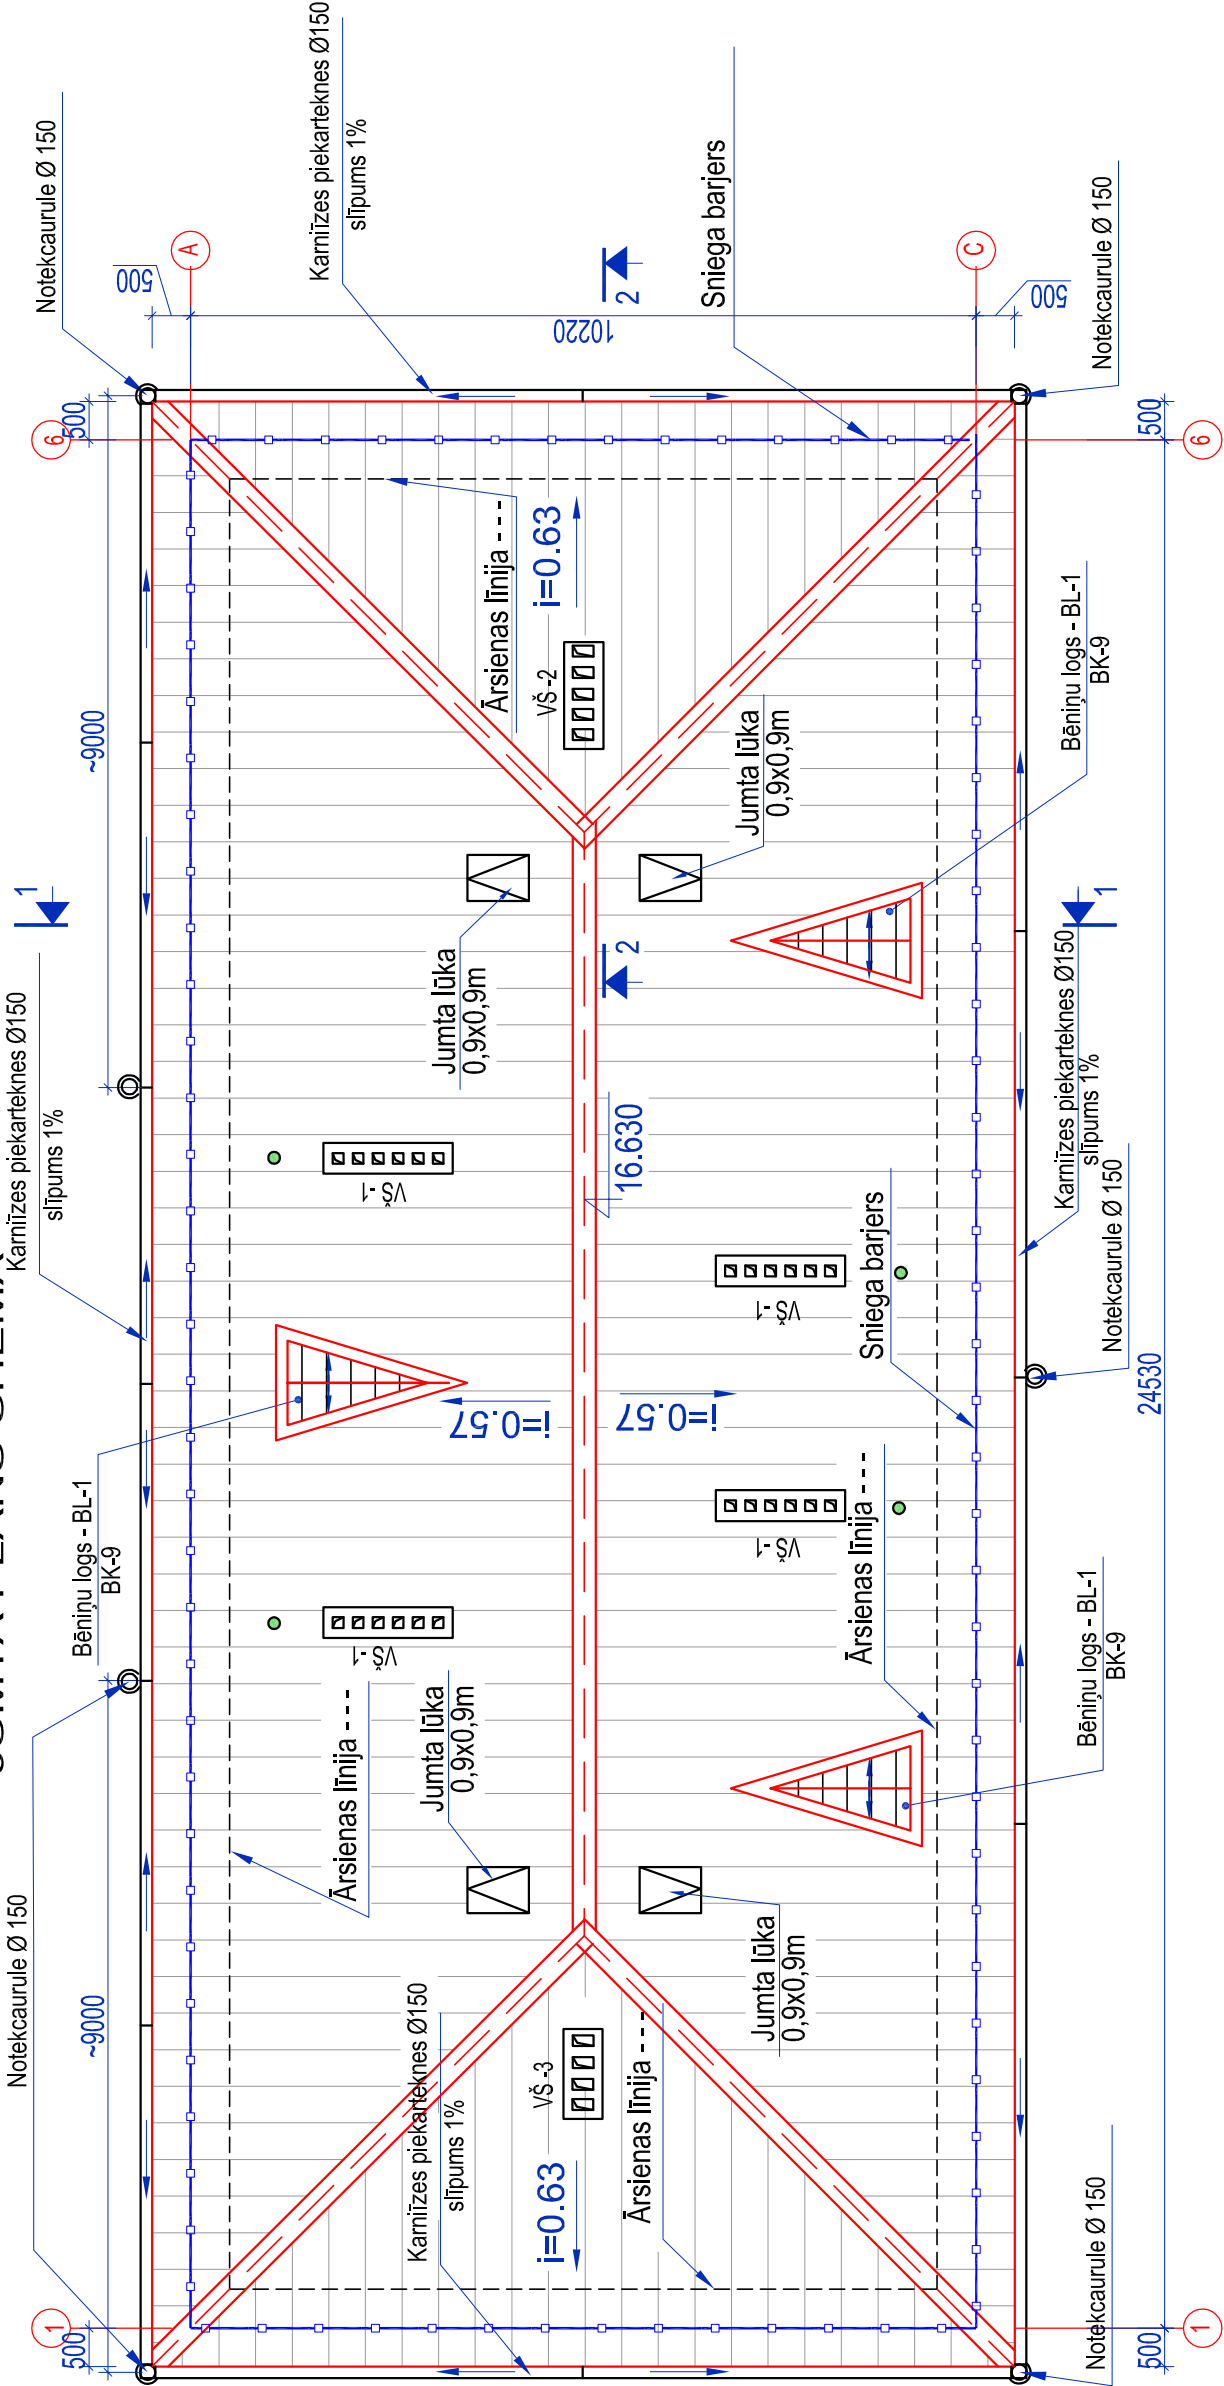 Notekcaurule Ø 150
Karniīzes piekarteknes Ø150
slīpums 1%
Sniega barjers
Notekcaurule Ø 150
A
C
500
10220
500
2
6
500
500
6
~9000
Ārsienas līnija - - - -
i=0.63
VŠ -2
Jumta lūka
0,9x0,9m
Bēniņu logs - BL-1
BK-9
1
1
Jumta lūka
0,9x0,9m
2
Karniīzes piekarteknes Ø150
slīpums 1%
VŠ -1
16.630
VŠ -1
Sniega barjers
Karniīzes piekarteknes Ø150
slīpums 1%
Notekcaurule Ø 150
24530
i=0.57
i=0.57
Bēniņu logs - BL-1
BK-9
VŠ -1
VŠ -1
Ārsienas līnija - - - -
Ārsienas līnija - - - -
Jumta lūka
0,9x0,9m
Bēniņu logs - BL-1
BK-9
Notekcaurule Ø 150
~9000
Karniīzes piekarteknes Ø150
slīpums 1%
VŠ -3
i=0.63
Ārsienas līnija - - - -
Jumta lūka
0,9x0,9m
Notekcaurule Ø 150
1
500
500
1